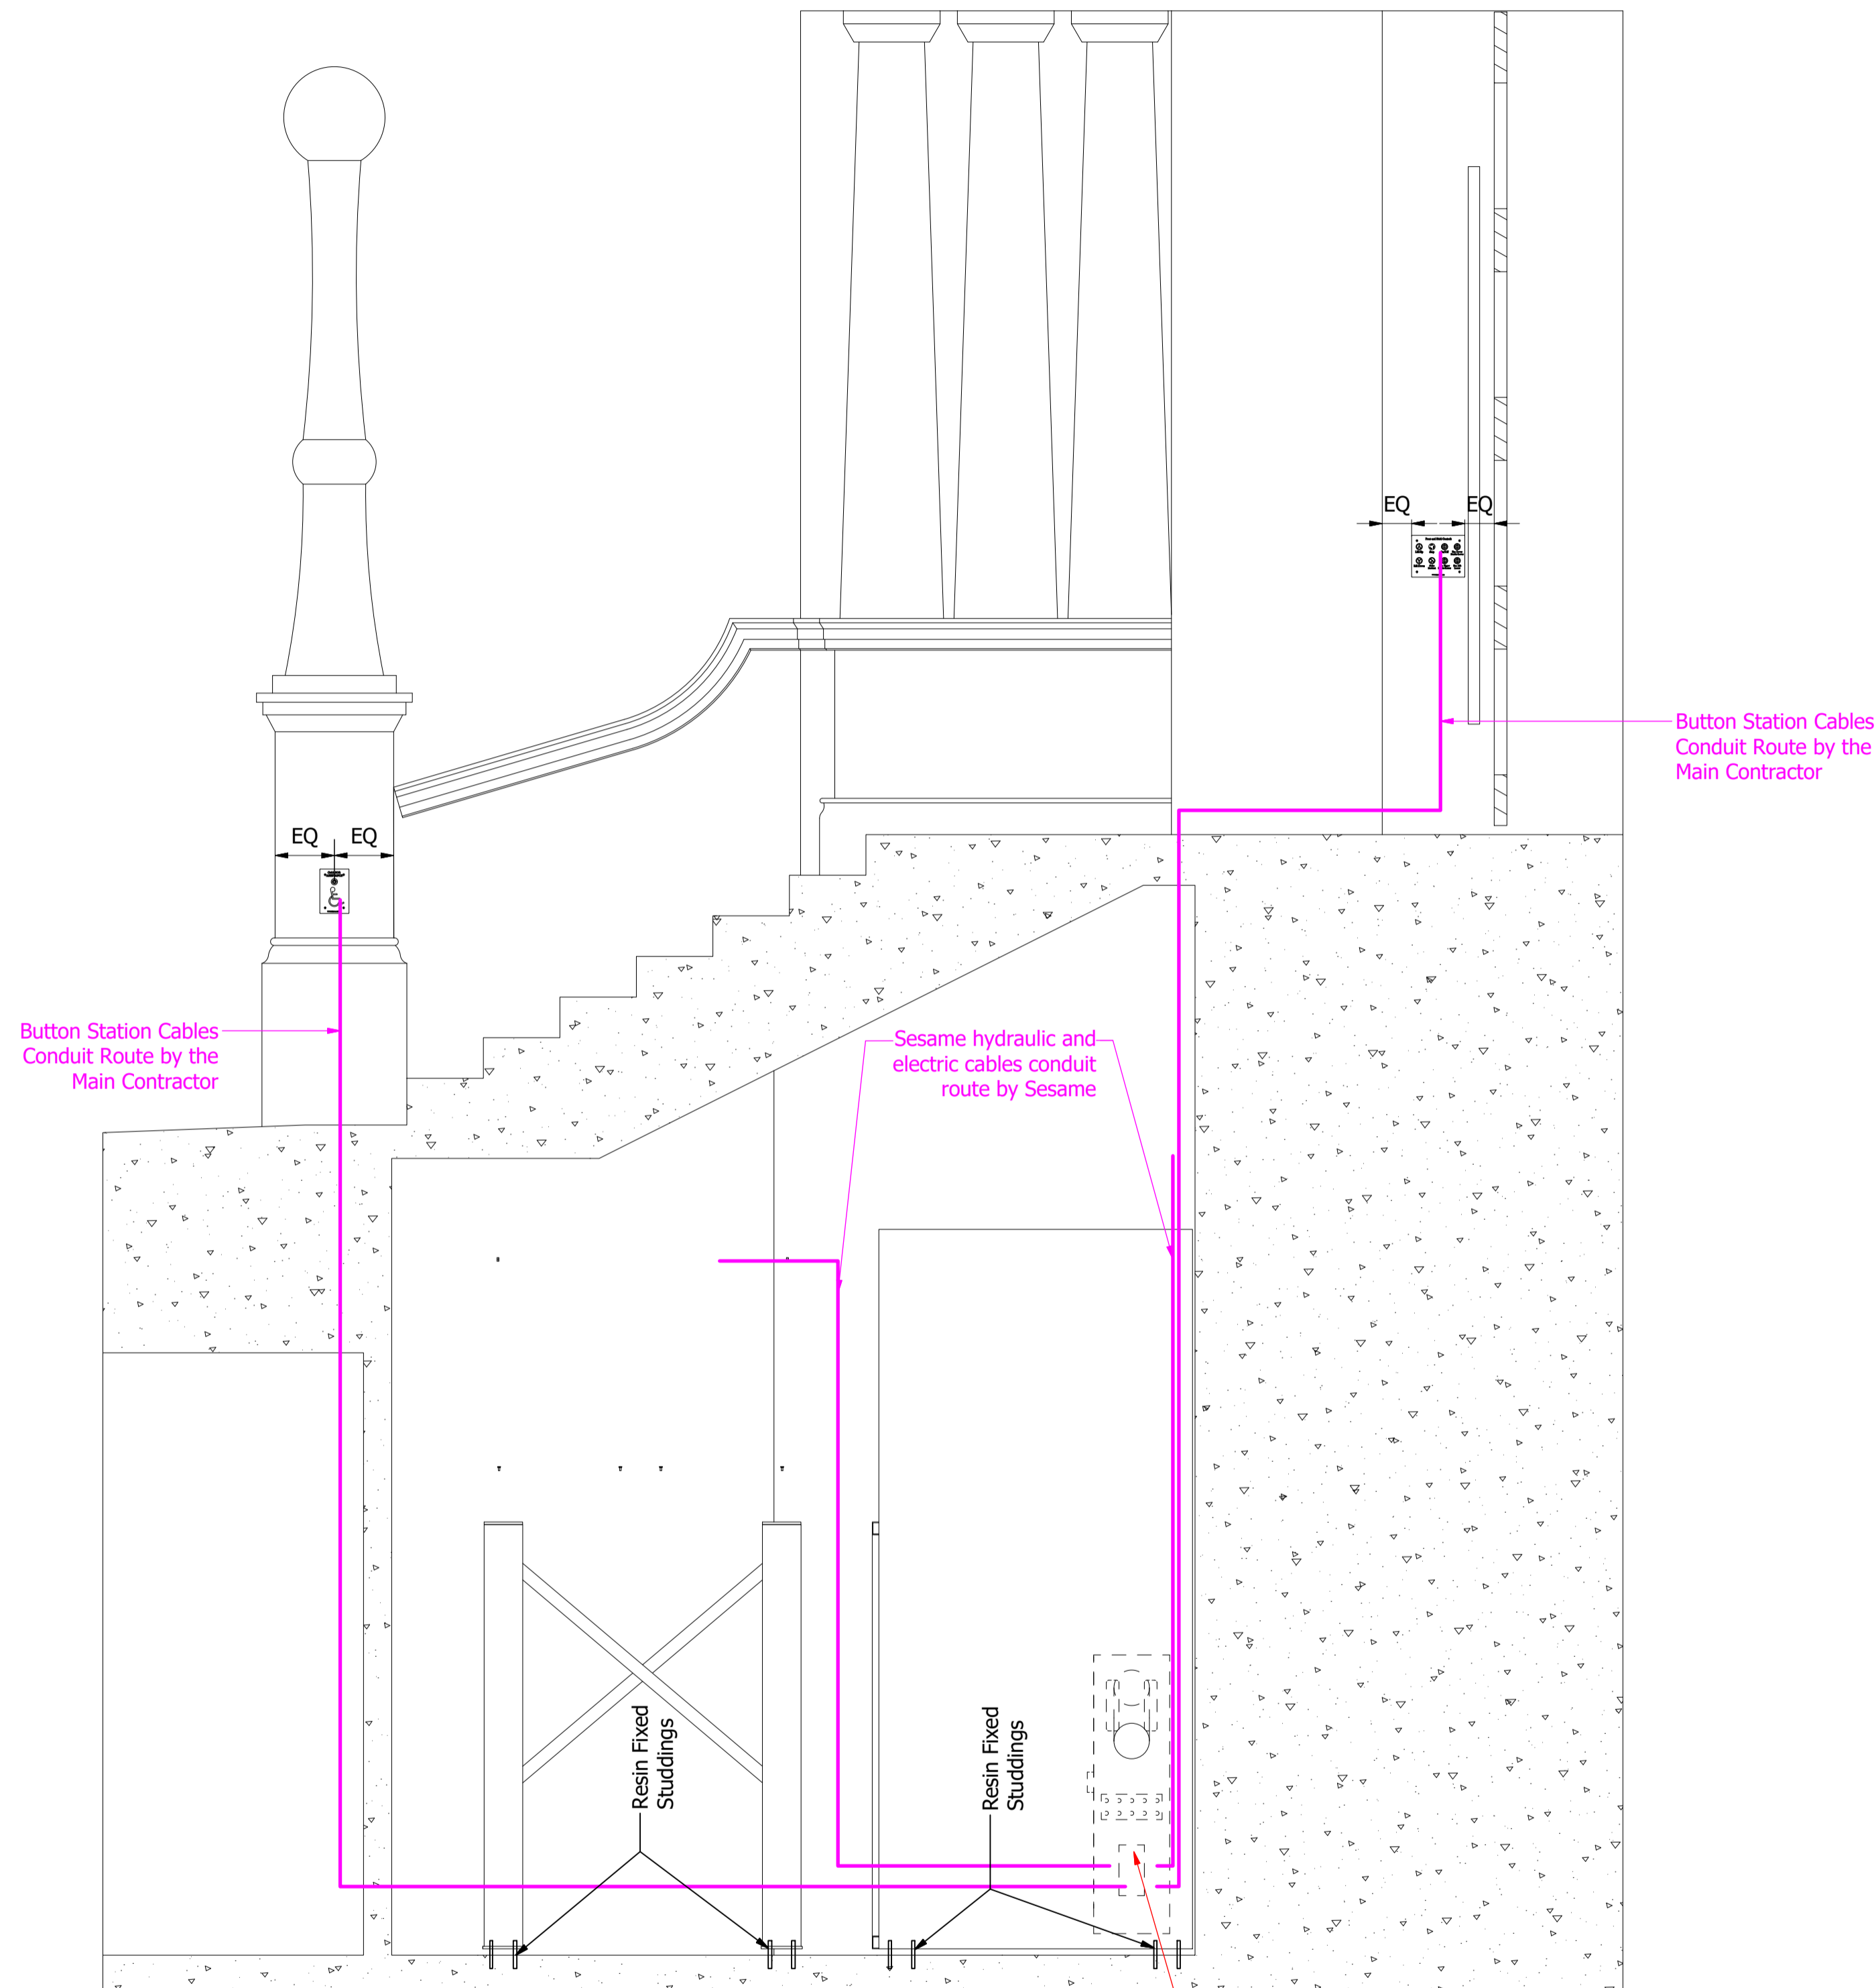 EQ
EQ
Button Station Cables
Conduit Route by the
Main Contractor
EQ
EQ
Button Station Cables
Conduit Route by the
Main Contractor
Sesame hydraulic and
electric cables conduit
route by Sesame
Resin Fixed
Studdings
Resin Fixed
Studdings